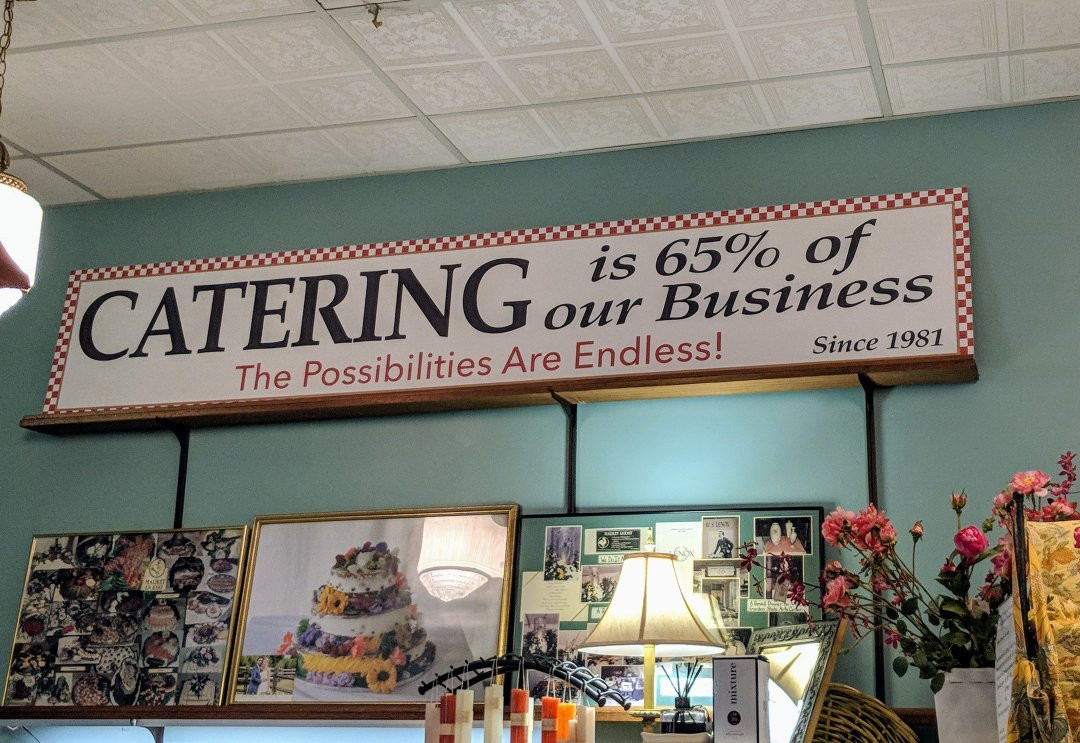 CATERING is 65% of
our Business
The Possibilities Are Endless!
Since 1981
mixture